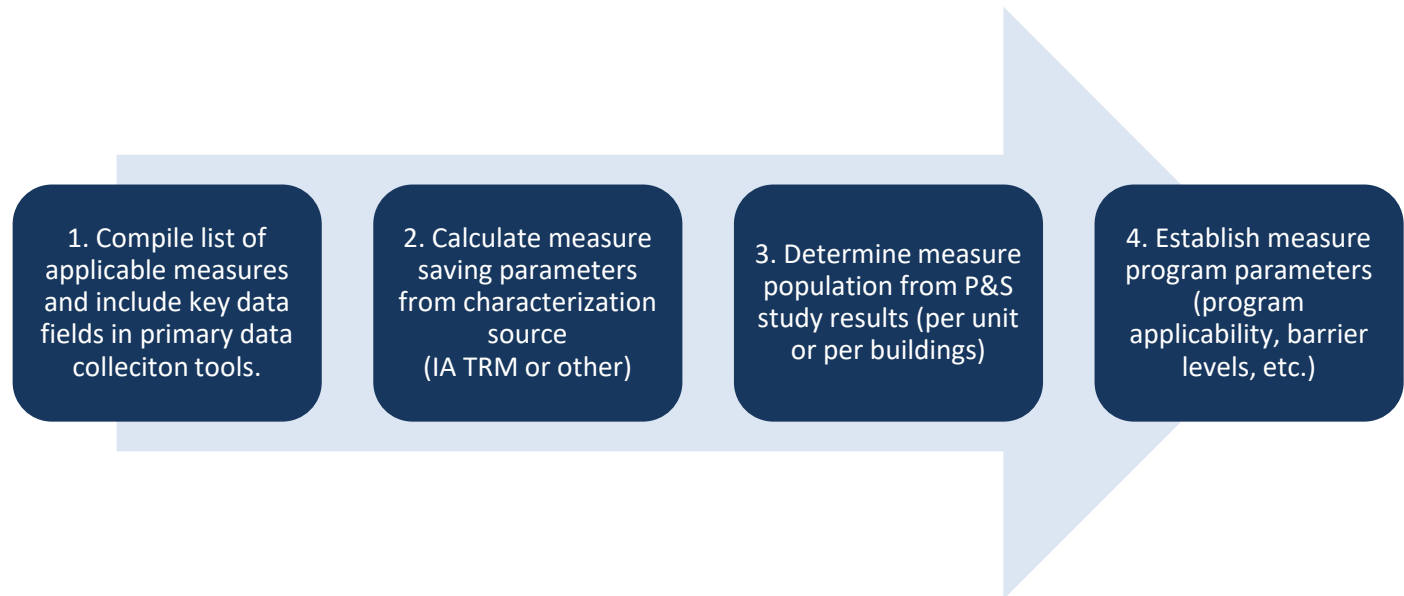 1. Compile list of
applicable measures
and include key data
fields in primary data
colleciton tools.
2. Calculate measure
saving parameters
from characterization
source
(IA TRM or other)
3. Determine measure
population from P&S
study results (per unit
or per buildings)
4. Establish measure
program parameters
(program
applicability, barrier
levels, etc.)